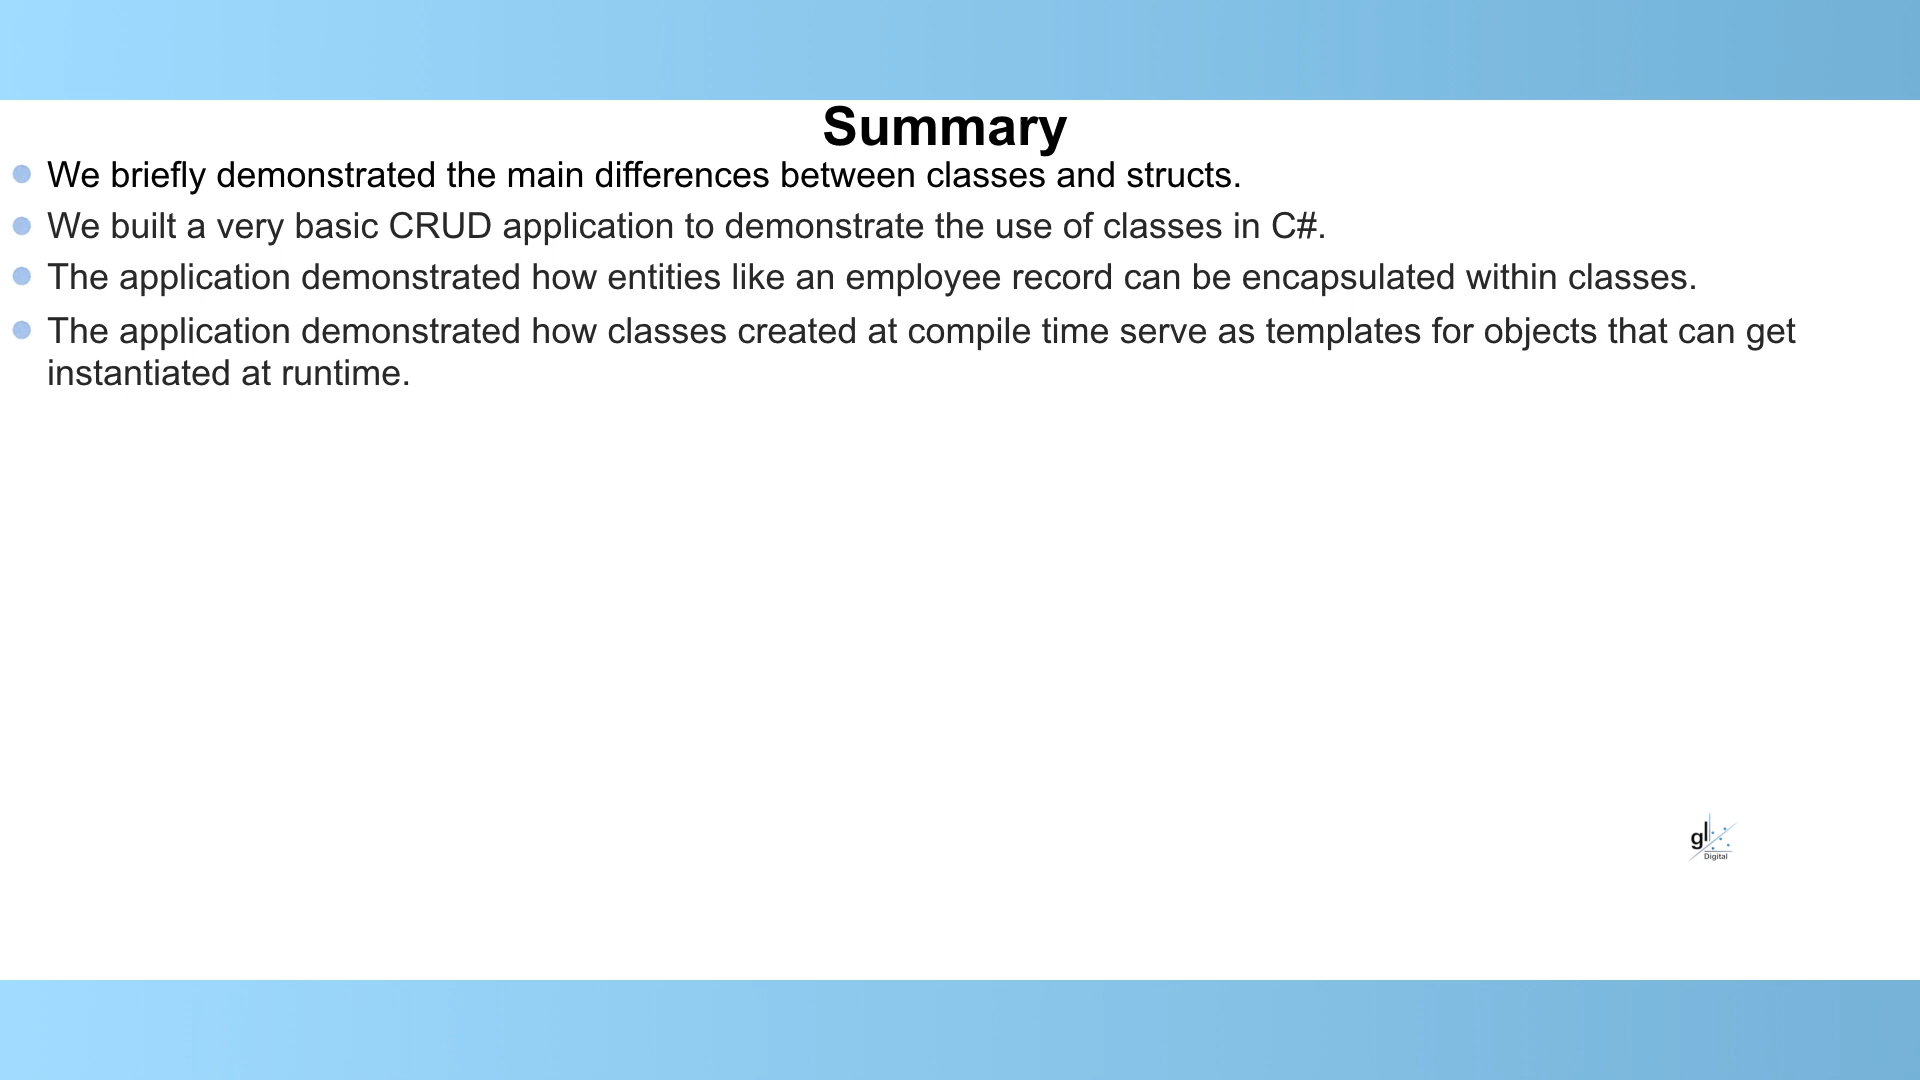 Summary
We briefly demonstrated the main differences between classes and structs.
We built a very basic CRUD application to demonstrate the use of classes in C#.
The application demonstrated how entities like an employee record can be encapsulated within classes.
The application demonstrated how classes created at compile time serve as templates for objects that can get
instantiated at runtime.
gl
Digital